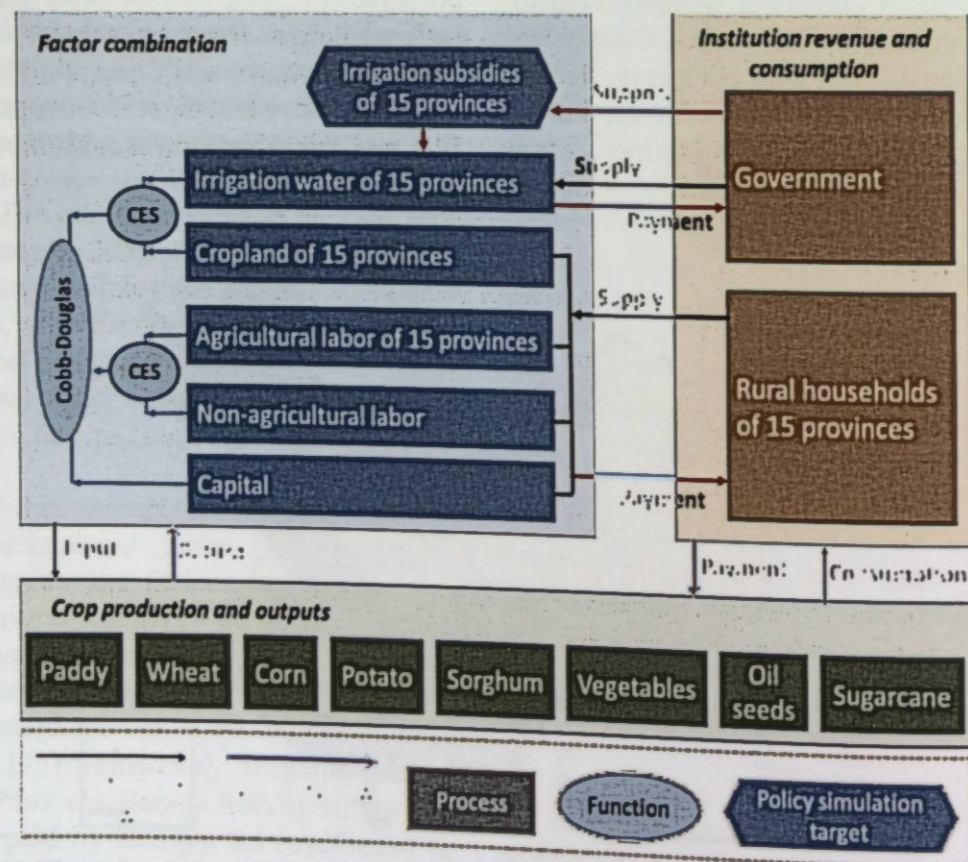 Factor combination
Irrigation subsidies
of 15 provinces
Institution revenue and
consumption
Supply
Government
Irrigation water of 15 provinces
Payment
CES
Cropland of 15 provinces
Cobb-Douglas
Supply
Agricultural labor of 15 provinces
CES
Rural households
of 15 provinces
Non-agricultural labor
Capital
Payment
Input
Payment
Crop production and outputs
Paddy
Wheat
Corn
Potato
Sorghum
Vegetables
Oil
seeds
Sugarcane
Process
Function
Policy simulation
target